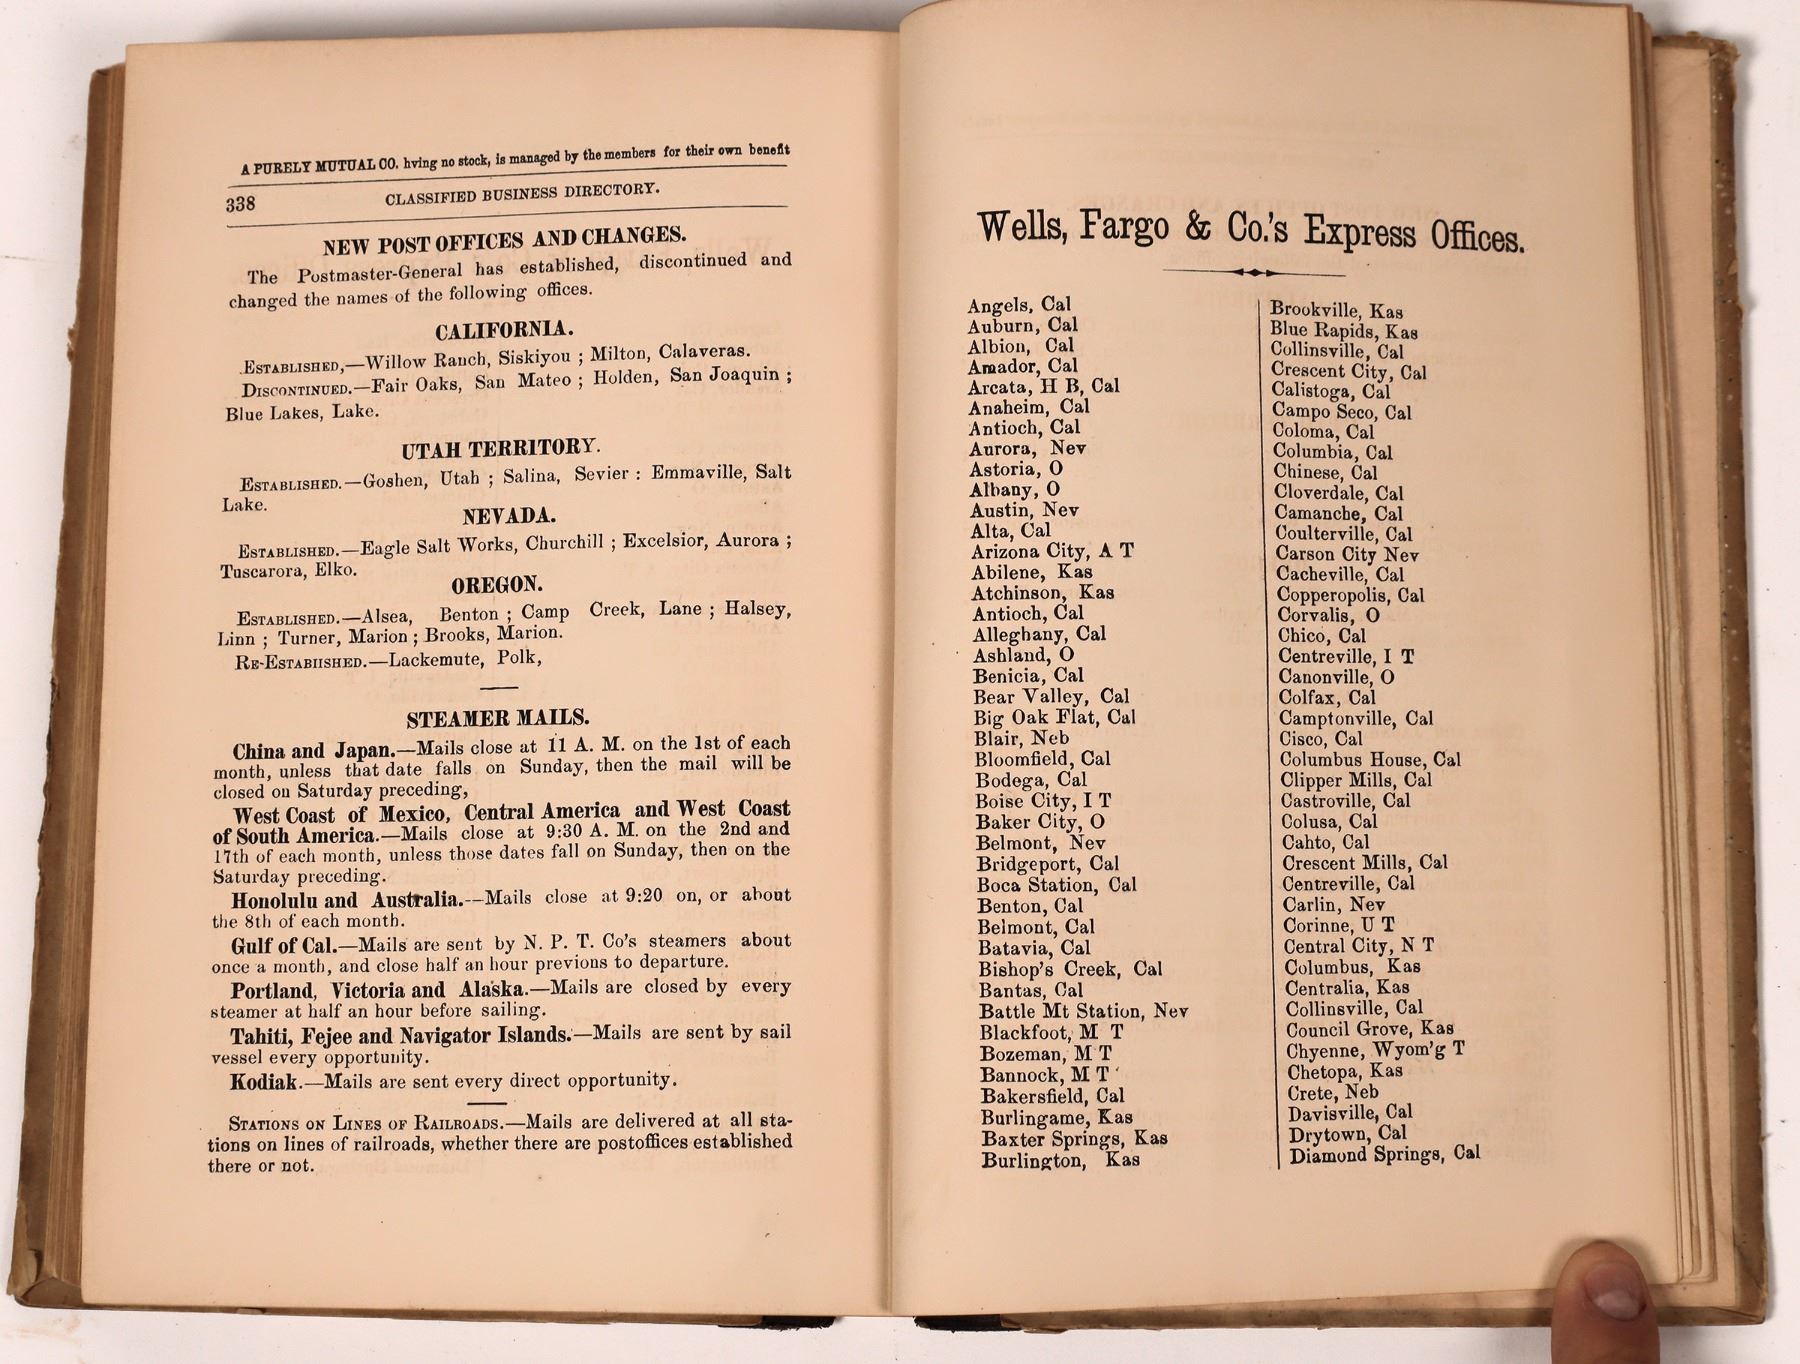 A PURELY MUTUAL CO. hving no stock, is managed by the members for their own benefit
338 CLASSIFIED BUSINESS DIRECTORY.
NEW POST OFFICES AND CHANGES.
The Postmaster-General has established, discontinued and
changed the names of the following offices.
CALIFORNIA.
ESTABLISHED,—Willow Ranch, Siskiyou ; Milton, Calaveras.
DISCONTINUED.—Fair Oaks, San Mateo ; Holden, San Joaquin ;
Blue Lakes, Lake.
UTAH TERRITORY.
ESTABLISHED.—Goshen, Utah ; Salina, Sevier : Emmaville, Salt
Lake.
NEVADA.
ESTABLISHED.—Eagle Salt Works, Churchill ; Excelsior, Aurora ;
Tuscarora, Elko.
OREGON.
ESTABLISHED.—Alsea, Benton ; Camp Creek, Lane ; Halsey,
Linn ; Turner, Marion ; Brooks, Marion.
RE-ESTABIISHED.—Lackemute, Polk,
STEAMER MAILS.
China and Japan.—Mails close at 11 A. M. on the 1st of each
month, unless that date falls on Sunday, then the mail will be
closed on Saturday preceding,
West Coast of Mexico, Central America and West Coast
of South America.—Mails close at 9:30 A. M. on the 2nd and
17th of each month, unless those dates fall on Sunday, then on the
Saturday preceding.
Honolulu and Australia.--Mails close at 9:20 on, or about
the 8th of each month.
Gulf of Cal.—Mails are sent by N. P. T. Co's steamers about
once a month, and close half an hour previons to departure.
Portland, Victoria and Alaska.—Mails are closed by every
steamer at half an hour before sailing.
Tahiti, Fejee and Navigator Islands.—Mails are sent by sail
vessel every opportunity.
Kodiak.—Mails are sent every direct opportunity.
STATIONS ON LINES OF RAILROADS.—Mails are delivered at all sta-
tions on lines of railroads, whether there are postoffices established
there or not.
Wells, Fargo & Co.'s Express Offices.
Angels, Cal
Auburn, Cal
Albion, Cal
Amador, Cal
Arcata, H B, Cal
Anaheim, Cal
Antioch, Cal
Aurora, Nev
Astoria, O
Albany, O
Austin, Nev
Alta, Cal
Arizona City, A T
Abilene, Kas
Atchinson, Kas
Antioch, Cal
Alleghany, Cal
Ashland, O
Benicia, Cal
Bear Valley, Cal
Big Oak Flat, Cal
Blair, Neb
Bloomfield, Cal
Bodega, Cal
Boise City, I T
Baker City, O
Belmont, Nev
Bridgeport, Cal
Boca Station, Cal
Benton, Cal
Belmont, Cal
Batavia, Cal
Bishop's Creek, Cal
Bantas, Cal
Battle Mt Station, Nev
Blackfoot, M T
Bozeman, M T
Bannock, M T
Bakersfield, Cal
Burlingame, Kas
Baxter Springs, Kas
Burlington, Kas
Brookville, Kas
Blue Rapids, Kas
Collinsville, Cal
Crescent City, Cal
Calistoga, Cal
Campo Seco, Cal
Coloma, Cal
Columbia, Cal
Chinese, Cal
Cloverdale, Cal
Camanche, Cal
Coulterville, Cal
Carson City Nev
Cacheville, Cal
Copperopolis, Cal
Corvalis, O
Chico, Cal
Centreville, I T
Canonville, O
Colfax, Cal
Camptonville, Cal
Cisco, Cal
Columbus House, Cal
Clipper Mills, Cal
Castroville, Cal
Colusa, Cal
Cahto, Cal
Crescent Mills, Cal
Centreville, Cal
Carlin, Nev
Corinne, U T
Central City, N T
Columbus, Kas
Centralia, Kas
Collinsville, Cal
Council Grove, Kas
Chyenne, Wyom'g T
Chetopa, Kas
Crete, Neb
Davisville, Cal
Drytown, Cal
Diamond Springs, Cal